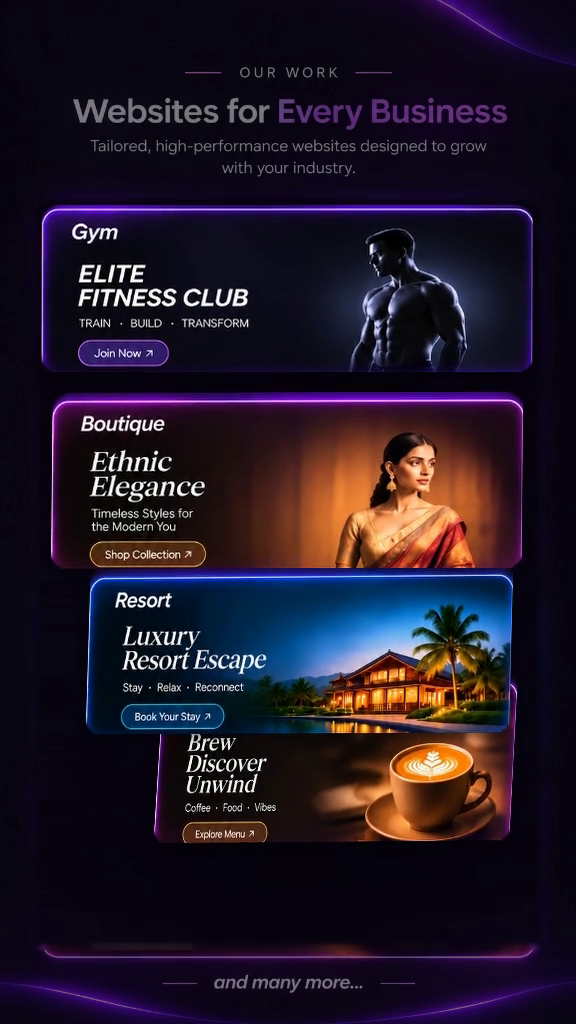 OUR WORK
Websites for Every Business
Tailored, high-performance websites designed to grow
with your industry.
Gym
ELITE
FITNESS CLUB
TRAIN · BUILD · TRANSFORM
Join Now ↗
Boutique
Ethnic
Elegance
Timeless Styles for
the Modern You
Shop Collection ↗
Resort
Luxury
Resort Escape
Stay · Relax · Reconnect
Book Your Stay ↗
Brew
Discover
Unwind
Coffee · Food · Vibes
Explore Menu ↗
and many more...